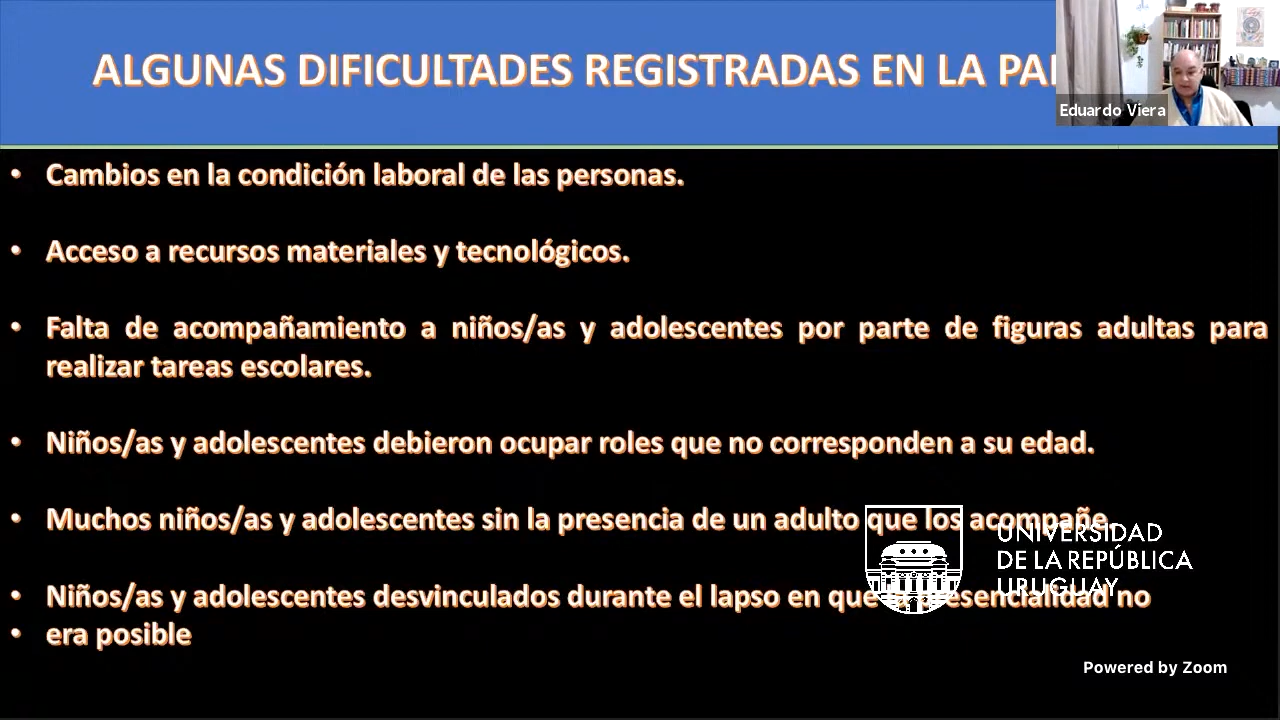 ALGUNAS DIFICULTADES REGISTRADAS EN LA
Eduardo Viera
• Cambios en la condición laboral de las personas.
• Acceso a recursos materiales y tecnológicos.
• Falta de acompañamiento a niños/as y adolescentes por parte de figuras adultas para
realizar tareas escolares.
• Niños/as y adolescentes debieron ocupar roles que no corresponden a su edad.
• Muchos niños/as y adolescentes sin la presencia de un adulto que los acompañe.
UNIVERSIDAD
DE LA REPÚBLICA
URUGUAY
• Niños/as y adolescentes desvinculados durante el lapso en que la presencialidad no
• era posible
Powered by Zoom